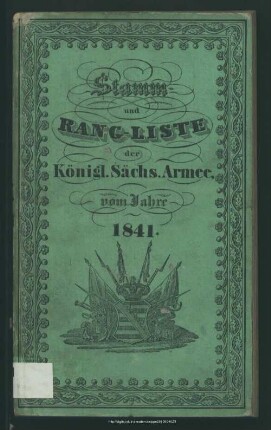 Stamm-
und
RANG-LISTE
der
Königl. Sächs. Armee.
vom Jahre
1841.